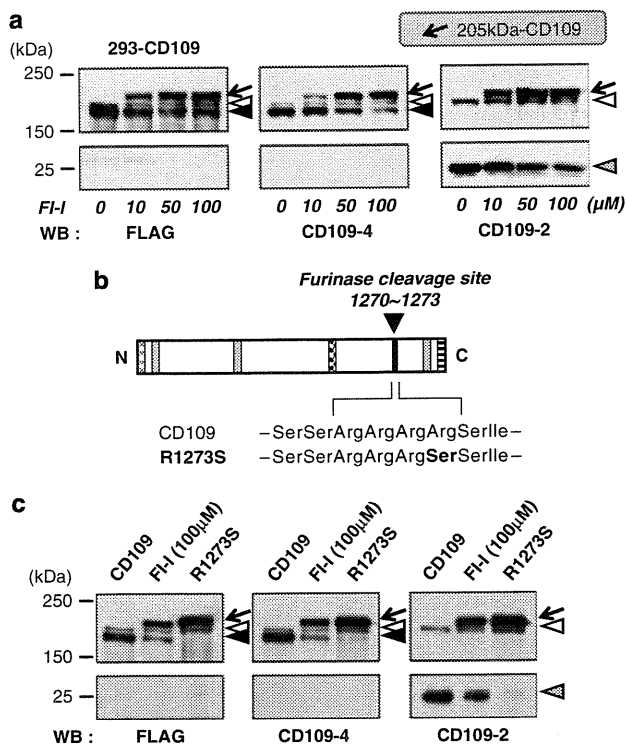 a
(kDa)
293-CD109
205kDa-CD109
250
150
25
FI-I 0 10 50 100 0 10 50 100 0 10 50 100 (μM)
WB : FLAG CD109-4 CD109-2
b
Furinase cleavage site
1270~1273
N C
CD109 –SerSerArgArgArgArgSerIle–
R1273S –SerSerArgArgArgSerSerIle–
c
CD109 FI-I (100μM) R1273S CD109 FI-I (100μM) R1273S CD109 FI-I (100μM) R1273S
(kDa)
250
150
25
WB : FLAG CD109-4 CD109-2